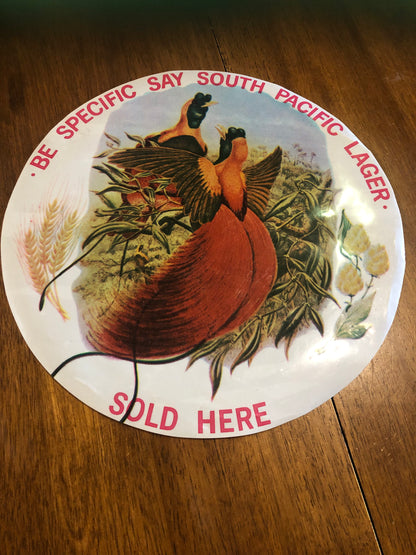 · BE SPECIFIC SAY SOUTH PACIFIC LAGER ·
SOLD HERE